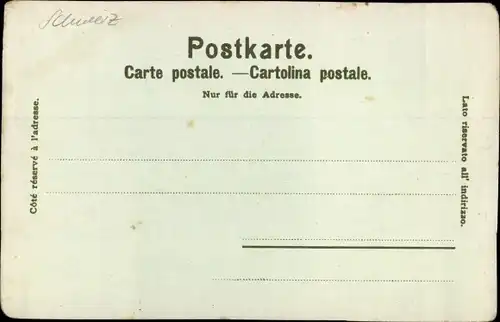 Schweiz
Postkarte.
Carte postale. — Cartolina postale.
Nur für die Adresse.
Côté réservé à l'adresse.
Lato riservato all' indirizzo.